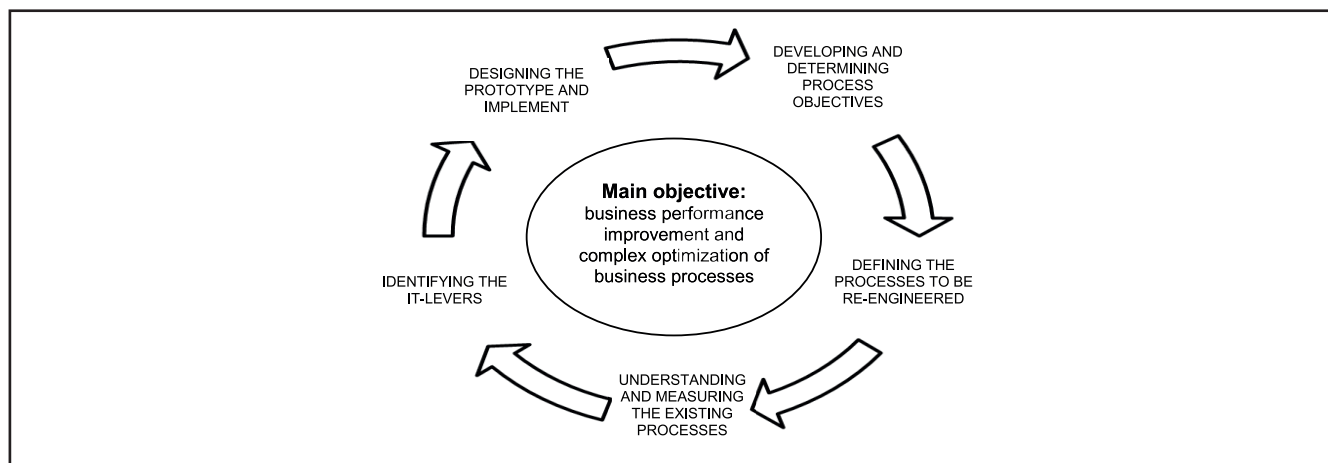 DESIGNING THE
PROTOTYPE AND
IMPLEMENT
DEVELOPING AND
DETERMINING
PROCESS
OBJECTIVES
Main objective:
business performance
improvement and
complex optimization of
business processes
DEFINING THE
PROCESSES TO BE
RE-ENGINEERED
UNDERSTANDING
AND MEASURING
THE EXISTING
PROCESSES
IDENTIFYING THE
IT-LEVERS